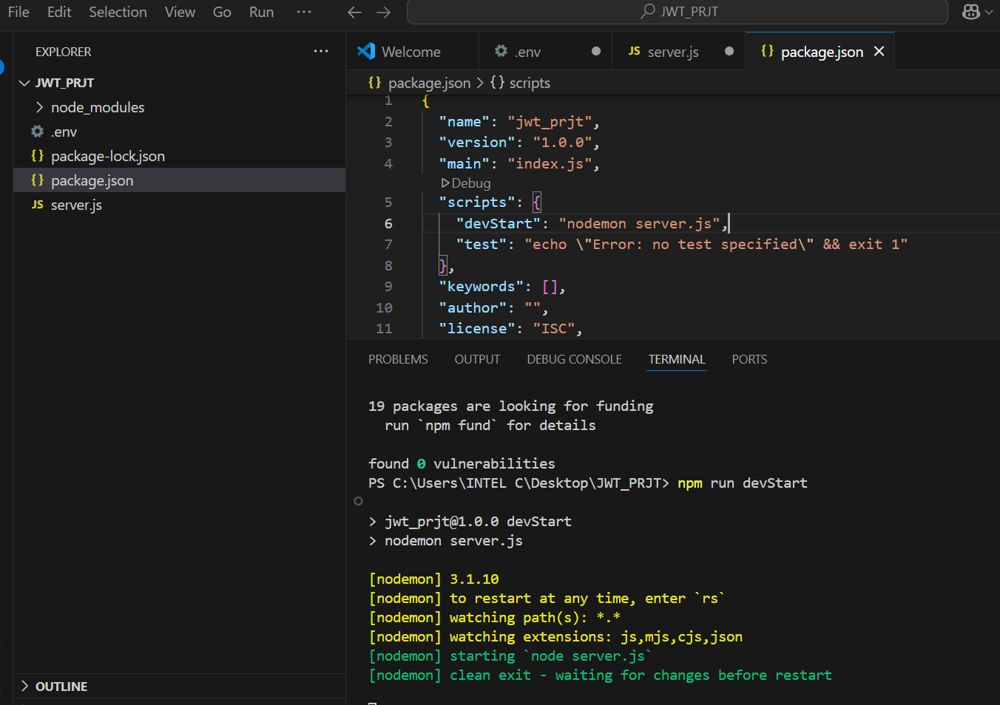 File Edit Selection View Go Run ···
JWT_PRJT
EXPLORER
···
JWT_PRJT
node_modules
.env
package-lock.json
package.json
JS server.js
OUTLINE
Welcome
.env
JS server.js
{} package.json
{} package.json > {} scripts
1 {
2 "name": "jwt_prjt",
3 "version": "1.0.0",
4 "main": "index.js",
Debug
5 "scripts": {
6 "devStart": "nodemon server.js",
7 "test": "echo \"Error: no test specified\" && exit 1"
8 },
9 "keywords": [],
10 "author": "",
11 "license": "ISC",
PROBLEMS OUTPUT DEBUG CONSOLE TERMINAL PORTS
19 packages are looking for funding
run `npm fund` for details
found 0 vulnerabilities
PS C:\Users\INTEL C\Desktop\JWT_PRJT> npm run devStart
> jwt_prjt@1.0.0 devStart
> nodemon server.js
[nodemon] 3.1.10
[nodemon] to restart at any time, enter `rs`
[nodemon] watching path(s): *.*
[nodemon] watching extensions: js,mjs,cjs,json
[nodemon] starting `node server.js`
[nodemon] clean exit - waiting for changes before restart